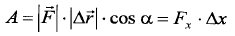 A = |F⃗| · |Δr⃗| · cos α = Fₓ · Δx